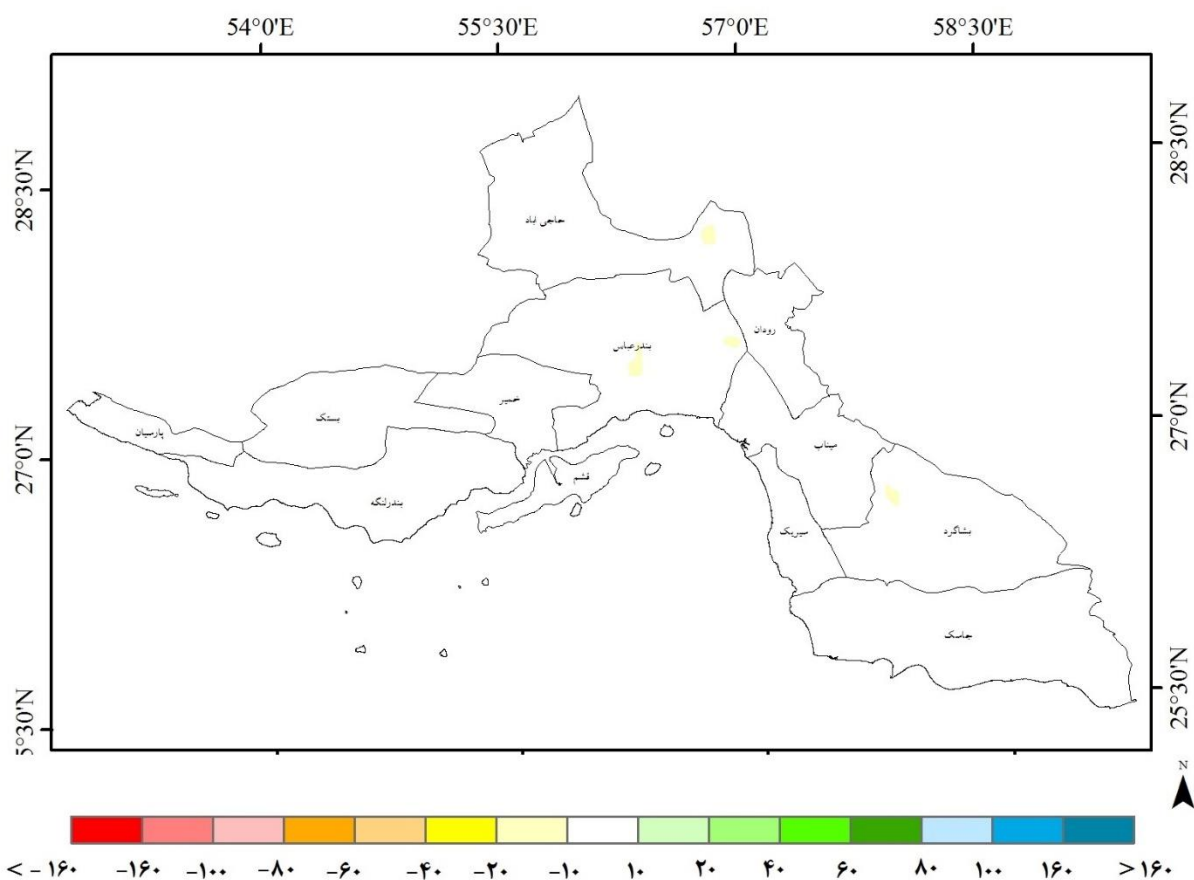 54°0'E 55°30'E 57°0'E 58°30'E
28°30'N 28°30'N
حاجی اباد
رودان
بندرعباس
خمیر
بستک
پارسیان
27°0'N 27°0'N
میناب
قشم
بندرلنگه
سیریک
بشاگرد
جاسک
25°30'N
5°30'N
N
< -۱۶۰ -۱۶۰ -۱۰۰ -۸۰ -۶۰ -۴۰ -۲۰ -۱۰ ۱۰ ۲۰ ۴۰ ۶۰ ۸۰ ۱۰۰ ۱۶۰ >۱۶۰